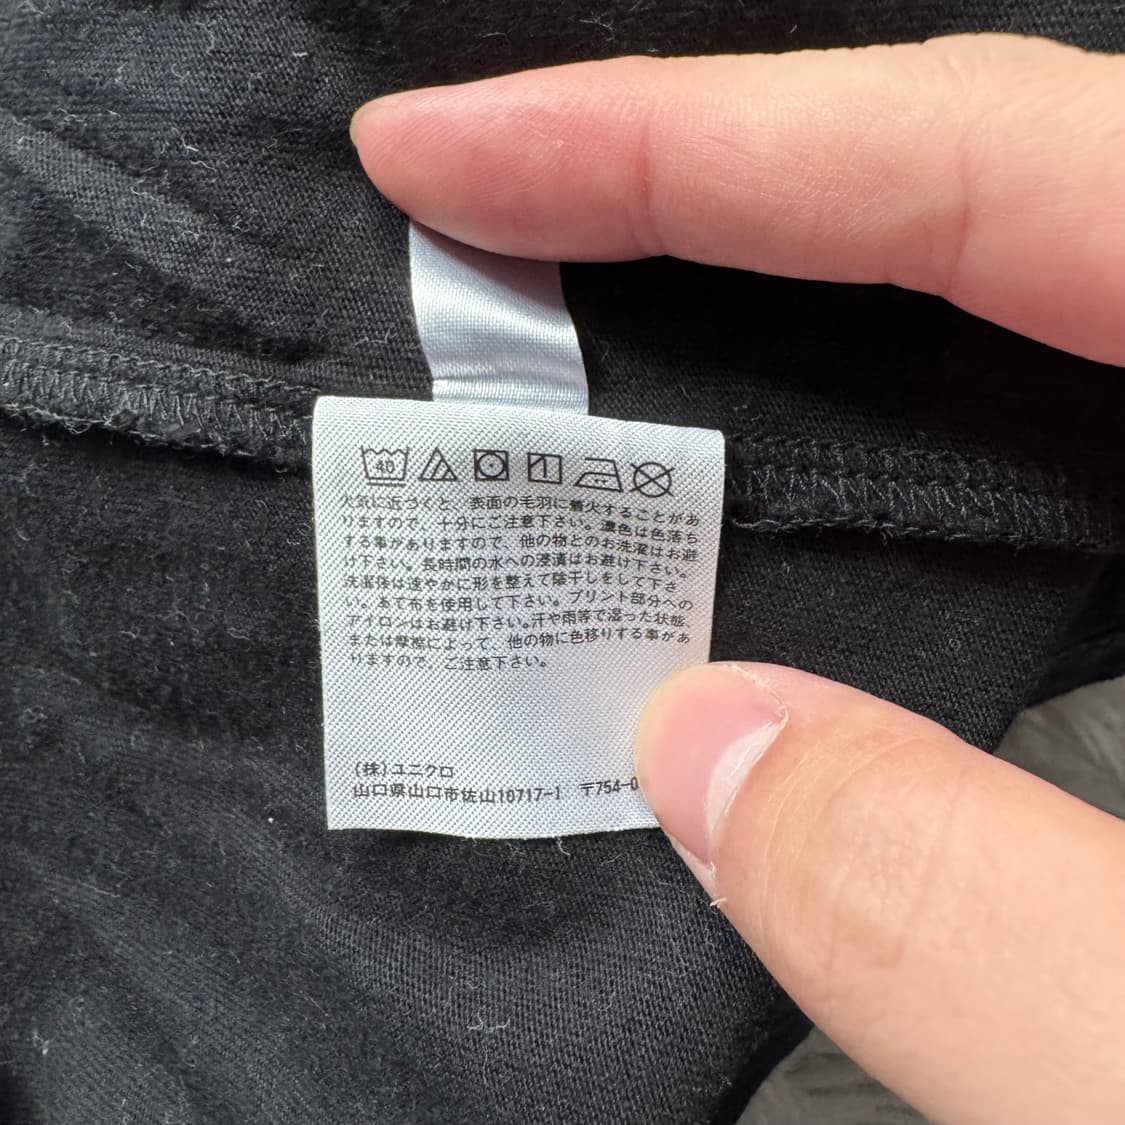 40
火気に近づくと、表面の毛羽に着火することがあ
りますので、十分にご注意下さい。濃色は色落ち
する事がありますので、他の物とのお洗濯はお避
け下さい。長時間の水への浸漬はお避け下さい。
洗濯後は速やかに形を整えて陰干しをして下さ
い。あて布を使用して下さい。プリント部分への
アイロンはお避け下さい。汗や雨等で湿った状態、
または摩擦によって、他の物に色移りする事があ
りますので、ご注意下さい。
(株)ユニクロ
山口県山口市佐山10717-1 〒754-0